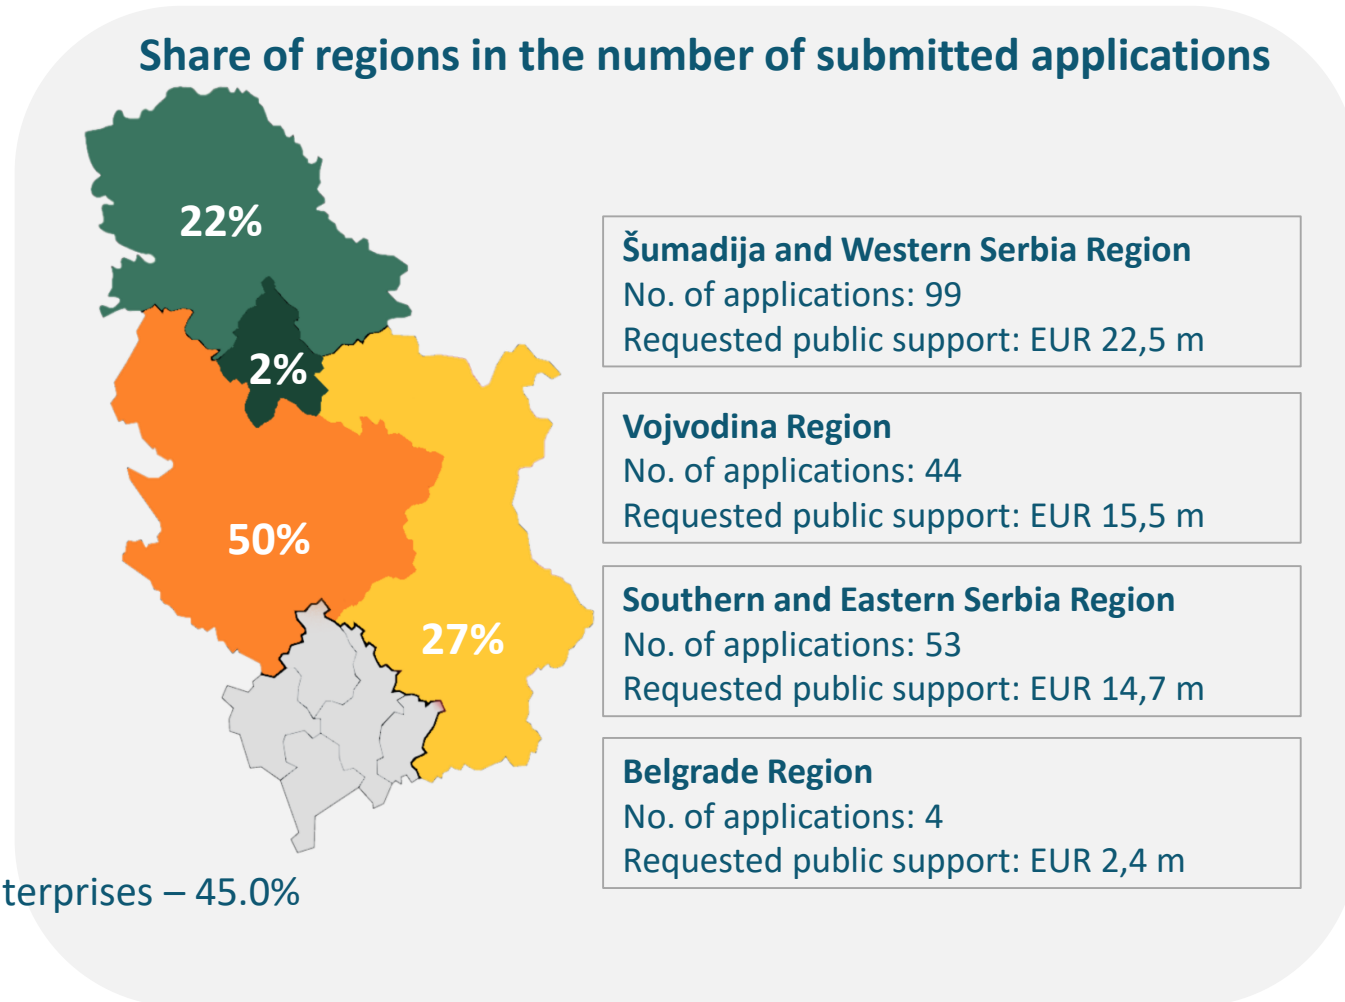 Share of regions in the number of submitted applications
22%
2%
50%
27%
Šumadija and Western Serbia Region
No. of applications: 99
Requested public support: EUR 22,5 m
Vojvodina Region
No. of applications: 44
Requested public support: EUR 15,5 m
Southern and Eastern Serbia Region
No. of applications: 53
Requested public support: EUR 14,7 m
Belgrade Region
No. of applications: 4
Requested public support: EUR 2,4 m
terprises – 45.0%